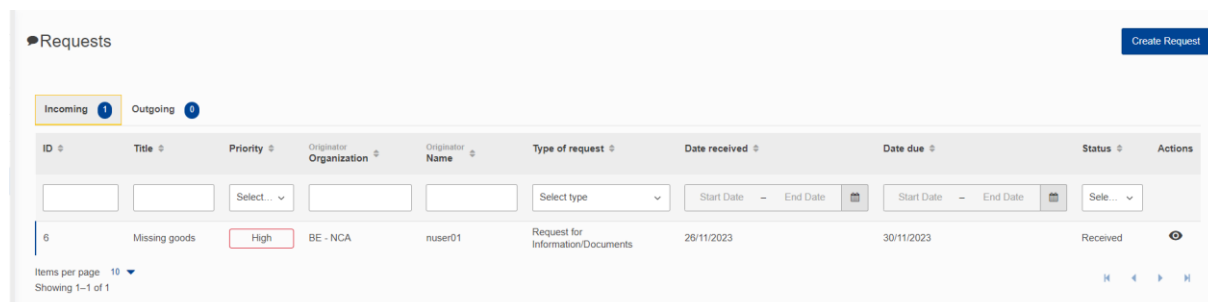 Requests
Create Request
Incoming 1 Outgoing 0
ID Title Priority Originator Organization Originator Name Type of request Date received Date due Status Actions
Select... Select type Start Date – End Date Start Date – End Date Sele...
6 Missing goods High BE - NCA nuser01 Request for Information/Documents 26/11/2023 30/11/2023 Received
Items per page 10
Showing 1–1 of 1